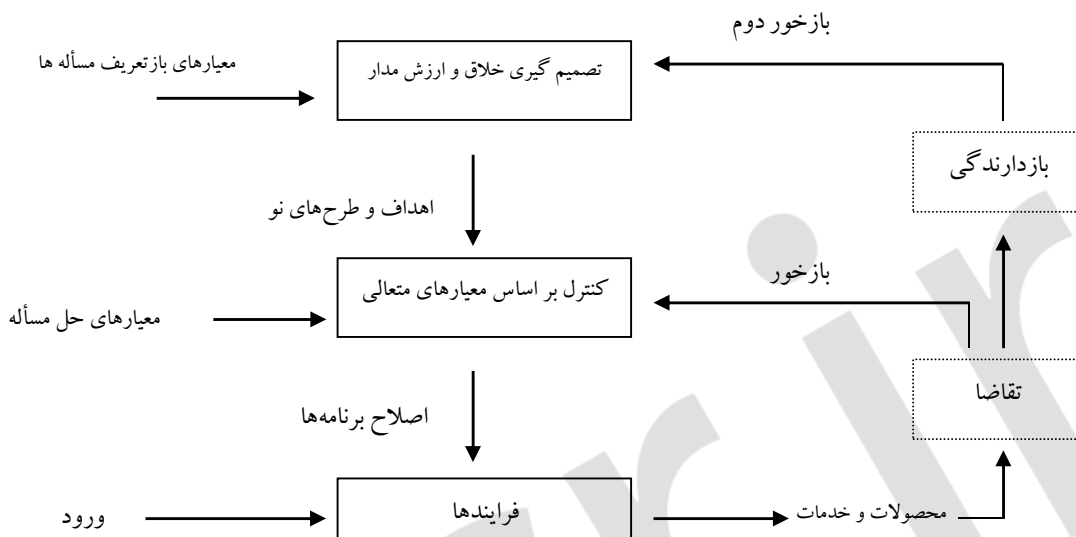 بازخور دوم
معیارهای بازتعریف مسأله ها
تصمیم گیری خلاق و ارزش مدار
بازدارندگی
اهداف و طرح‌های نو
بازخور
کنترل بر اساس معیارهای متعالی
معیارهای حل مسأله
تقاضا
اصلاح برنامه‌ها
ورود
فرایندها
محصولات و خدمات